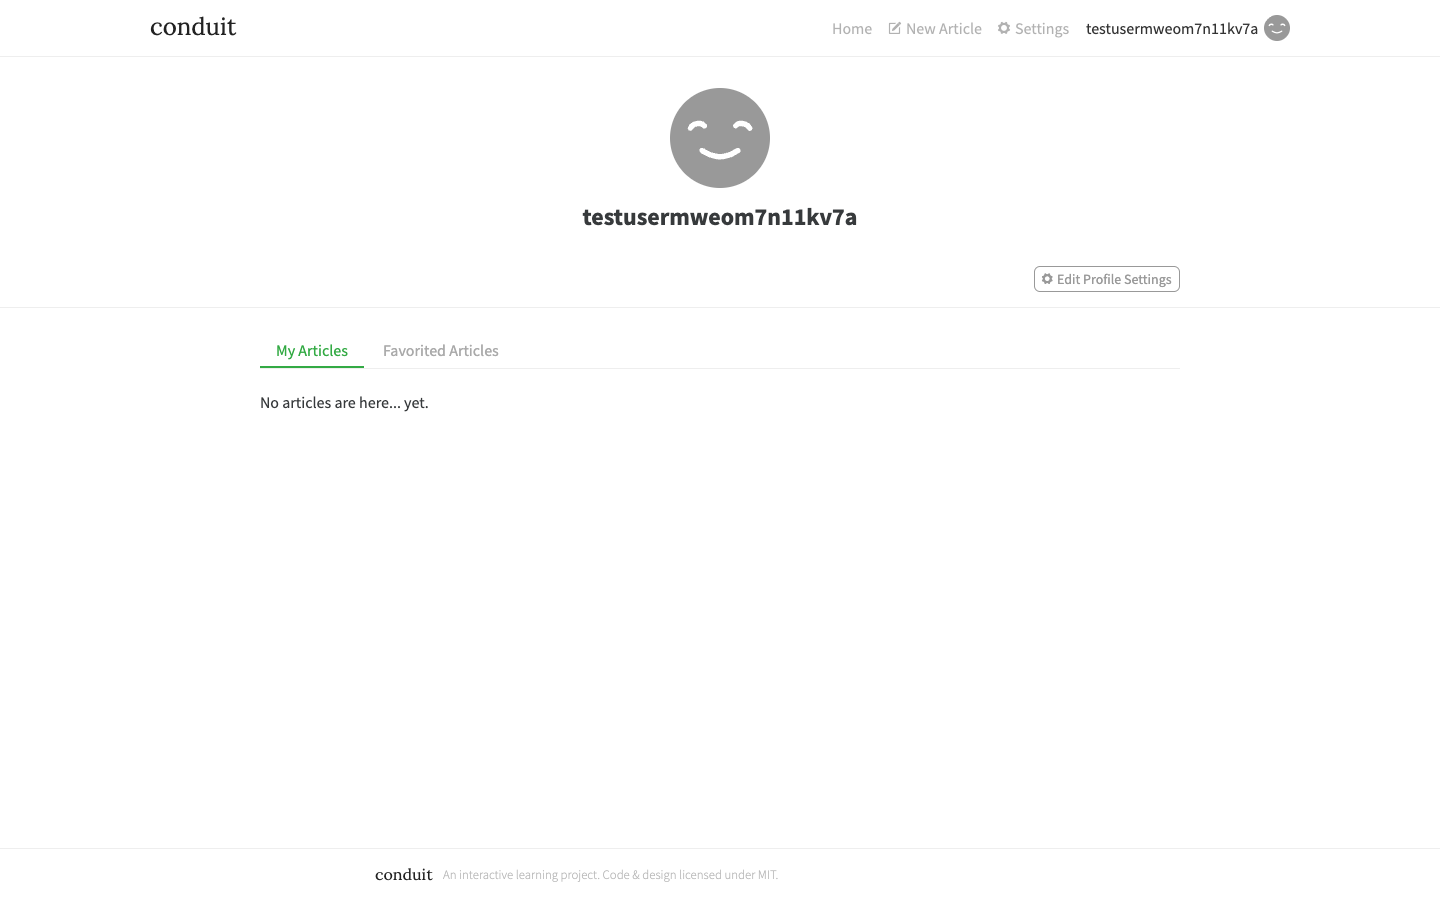 conduit
Home
New Article
Settings
testusermweom7n11kv7a
testusermweom7n11kv7a
Edit Profile Settings
My Articles
Favorited Articles
No articles are here... yet.
conduit
An interactive learning project. Code & design licensed under MIT.